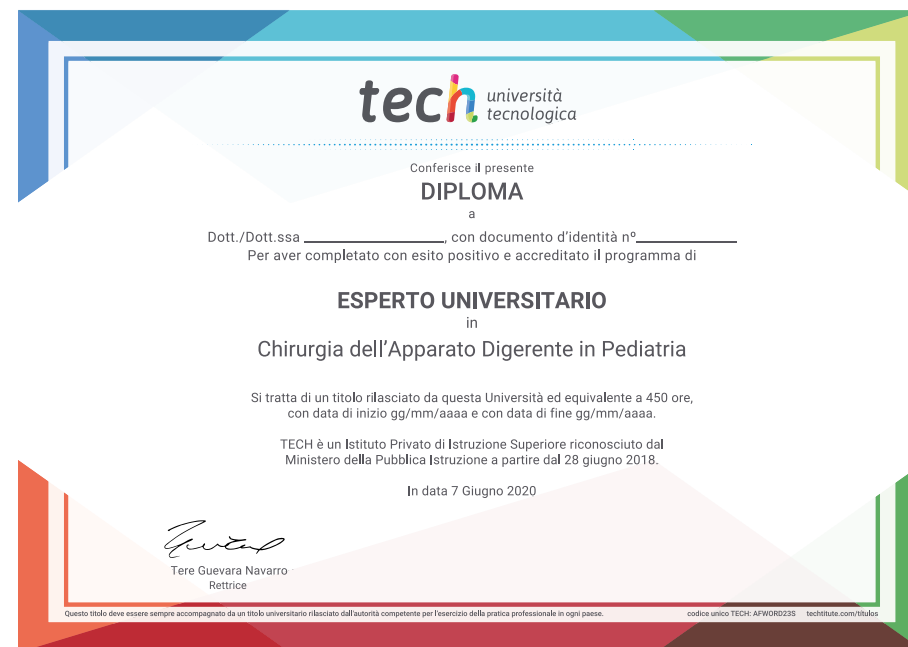 tech università
tecnologica
Conferisce il presente
DIPLOMA
a
Dott./Dott.ssa ____________________, con documento d'identità nº______________
Per aver completato con esito positivo e accreditato il programma di
ESPERTO UNIVERSITARIO
in
Chirurgia dell'Apparato Digerente in Pediatria
Si tratta di un titolo rilasciato da questa Università ed equivalente a 450 ore,
con data di inizio gg/mm/aaaa e con data di fine gg/mm/aaaa.
TECH è un Istituto Privato di Istruzione Superiore riconosciuto dal
Ministero della Pubblica Istruzione a partire dal 28 giugno 2018.
In data 7 Giugno 2020
Tere Guevara Navarro
Rettrice
Questo titolo deve essere sempre accompagnato da un titolo universitario rilasciato dall'autorità competente per l'esercizio della pratica professionale in ogni paese. codice unico TECH: AFWORD23S techtitute.com/titulos